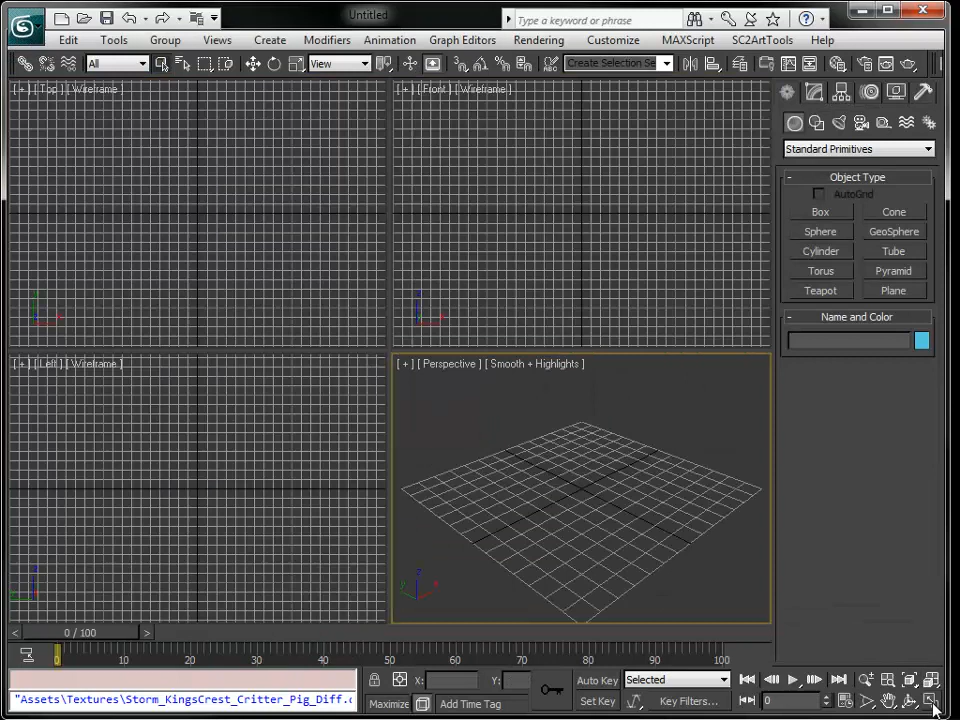 Untitled
Type a keyword or phrase
Edit Tools Group Views Create Modifiers Animation Graph Editors Rendering Customize MAXScript SC2ArtTools Help
All View Create Selection Se
[ + ] [ Top ] [ Wireframe ]
[ + ] [ Front ] [ Wireframe ]
Standard Primitives
- Object Type
AutoGrid
Box Cone
Sphere GeoSphere
Cylinder Tube
Torus Pyramid
Teapot Plane
- Name and Color
[ + ] [ Left ] [ Wireframe ]
[ + ] [ Perspective ] [ Smooth + Highlights ]
< 0 / 100 >
0 10 20 30 40 50 60 70 80 90 100
X: Y: Auto Key Selected
"Assets\Textures\Storm_KingsCrest_Critter_Pig_Diff.
Maximize Add Time Tag Set Key Key Filters... 0